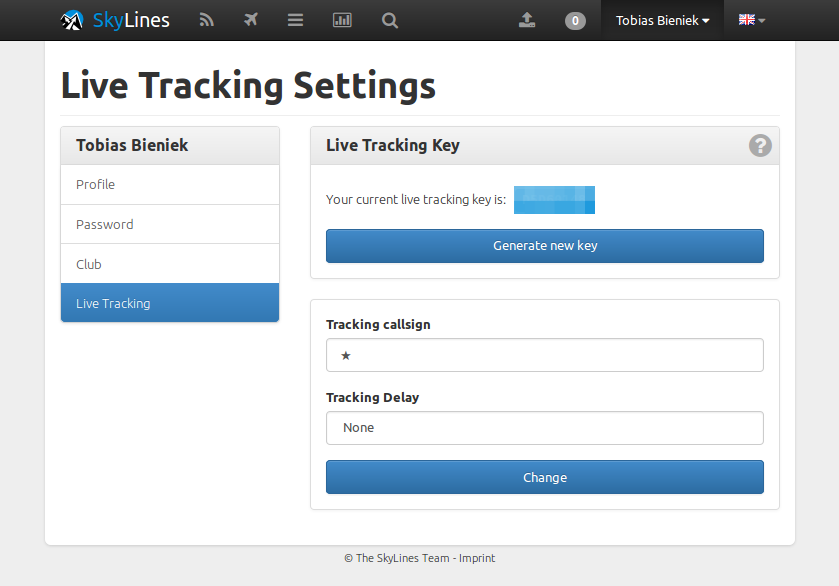 SkyLines
0
Tobias Bieniek
Live Tracking Settings
Tobias Bieniek
Profile
Password
Club
Live Tracking
Live Tracking Key
?
Your current live tracking key is:
Generate new key
Tracking callsign
★
Tracking Delay
None
Change
© The SkyLines Team - Imprint